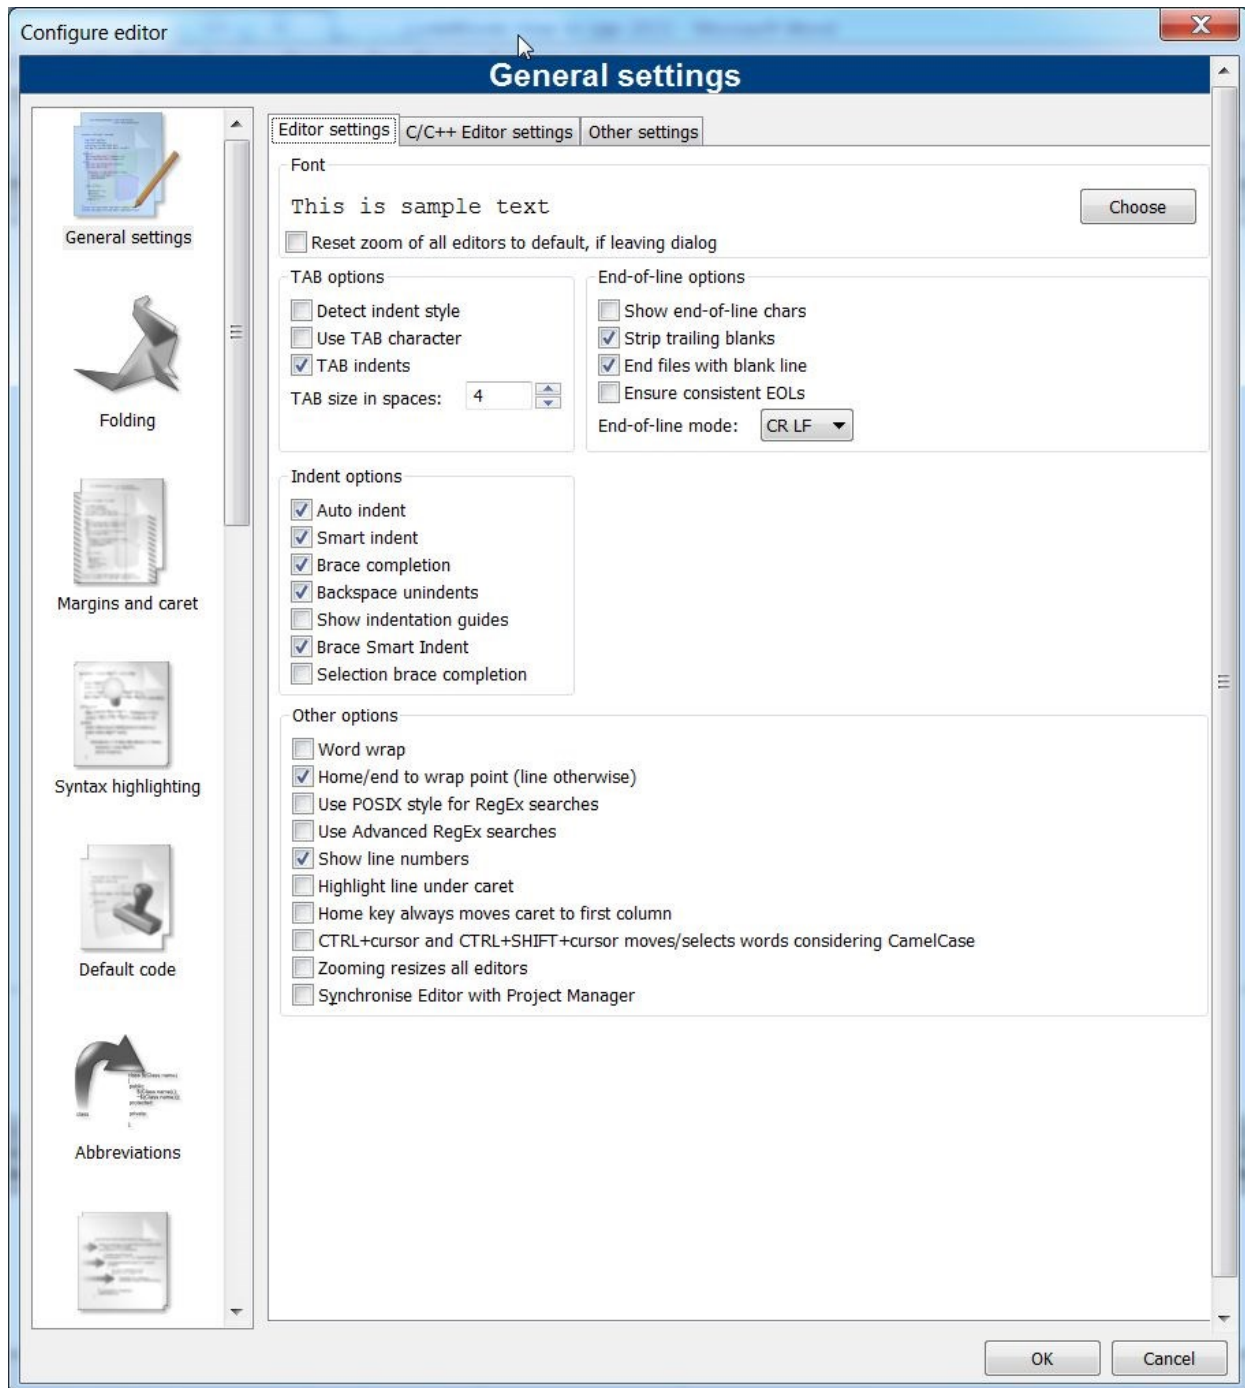 Configure editor
General settings
General settings
Folding
Margins and caret
Syntax highlighting
Default code
Abbreviations
Editor settings
C/C++ Editor settings
Other settings
Font
This is sample text
Choose
Reset zoom of all editors to default, if leaving dialog
TAB options
Detect indent style
Use TAB character
TAB indents
TAB size in spaces: 4
End-of-line options
Show end-of-line chars
Strip trailing blanks
End files with blank line
Ensure consistent EOLs
End-of-line mode: CR LF
Indent options
Auto indent
Smart indent
Brace completion
Backspace unindents
Show indentation guides
Brace Smart Indent
Selection brace completion
Other options
Word wrap
Home/end to wrap point (line otherwise)
Use POSIX style for RegEx searches
Use Advanced RegEx searches
Show line numbers
Highlight line under caret
Home key always moves caret to first column
CTRL+cursor and CTRL+SHIFT+cursor moves/selects words considering CamelCase
Zooming resizes all editors
Synchronise Editor with Project Manager
OK
Cancel